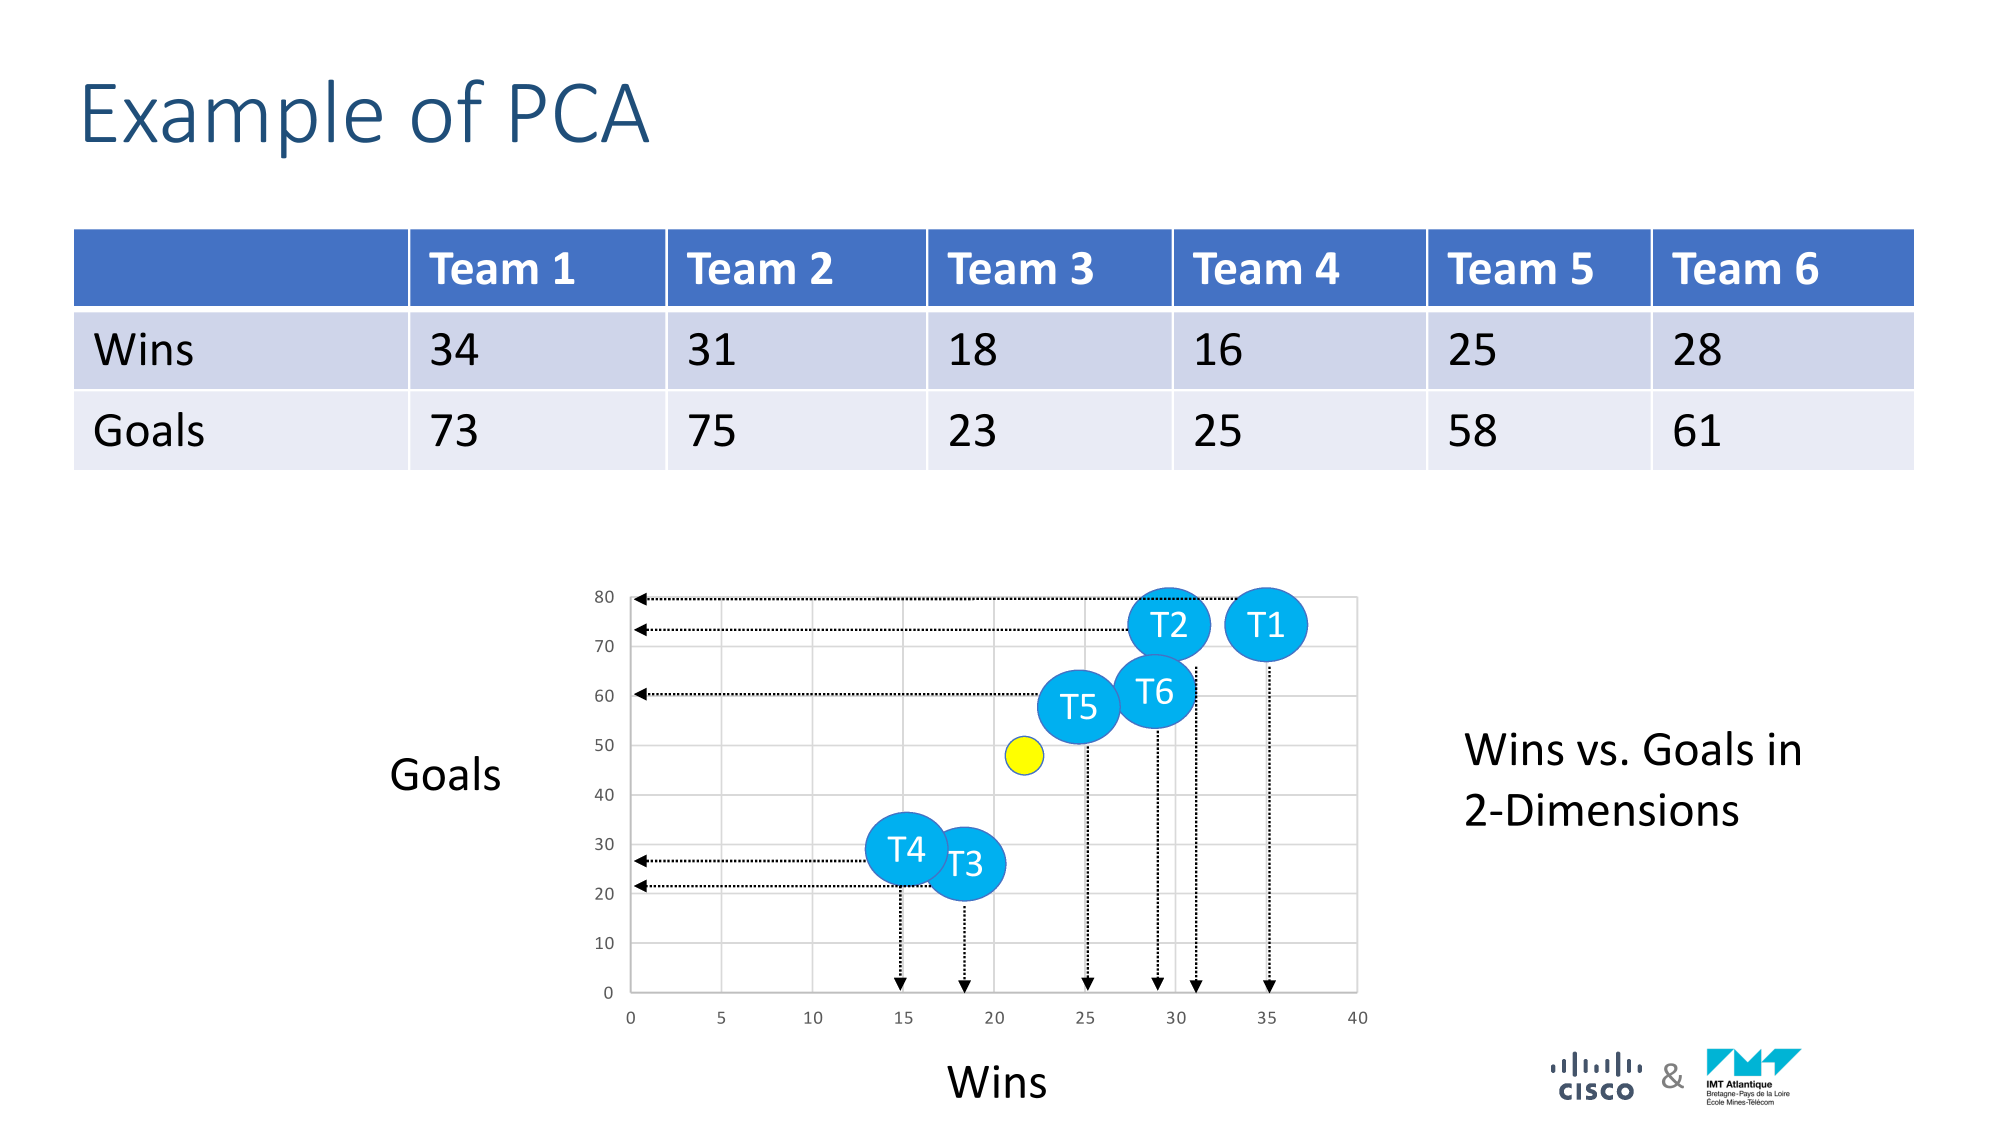 Example of PCA
Team 1 Team 2 Team 3 Team 4 Team 5 Team 6
Wins 34 31 18 16 25 28
Goals 73 75 23 25 58 61
80
70
60
50
40
30
20
10
0
T2 T1
T6
T5
T4 T3
Goals
Wins vs. Goals in
2-Dimensions
0 5 10 15 20 25 30 35 40
Wins
CISCO
&
IMT Atlantique
Bretagne-Pays de la Loire
École Mines-Télécom